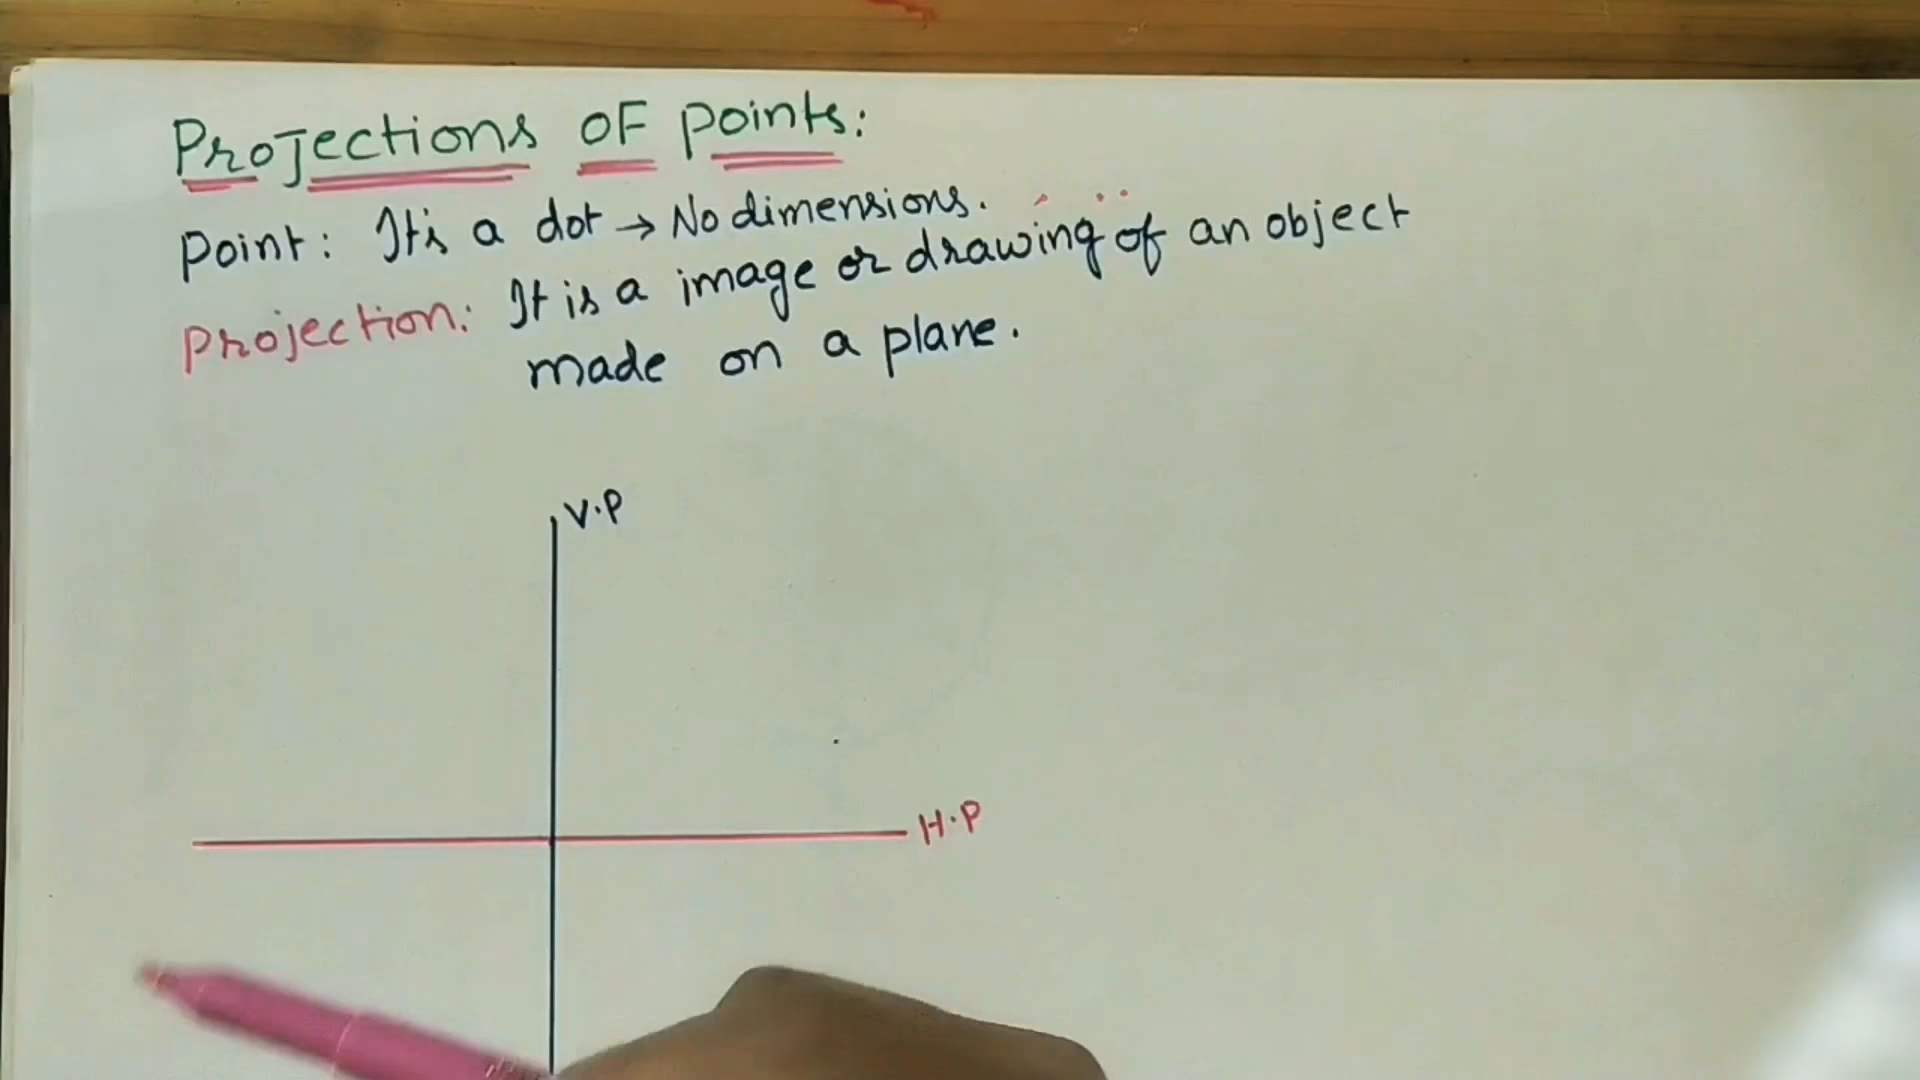 Projections OF points:
point: It's a dot → No dimensions.
projection: It is a image or drawing of an object
made on a plane.
V.P
H.P